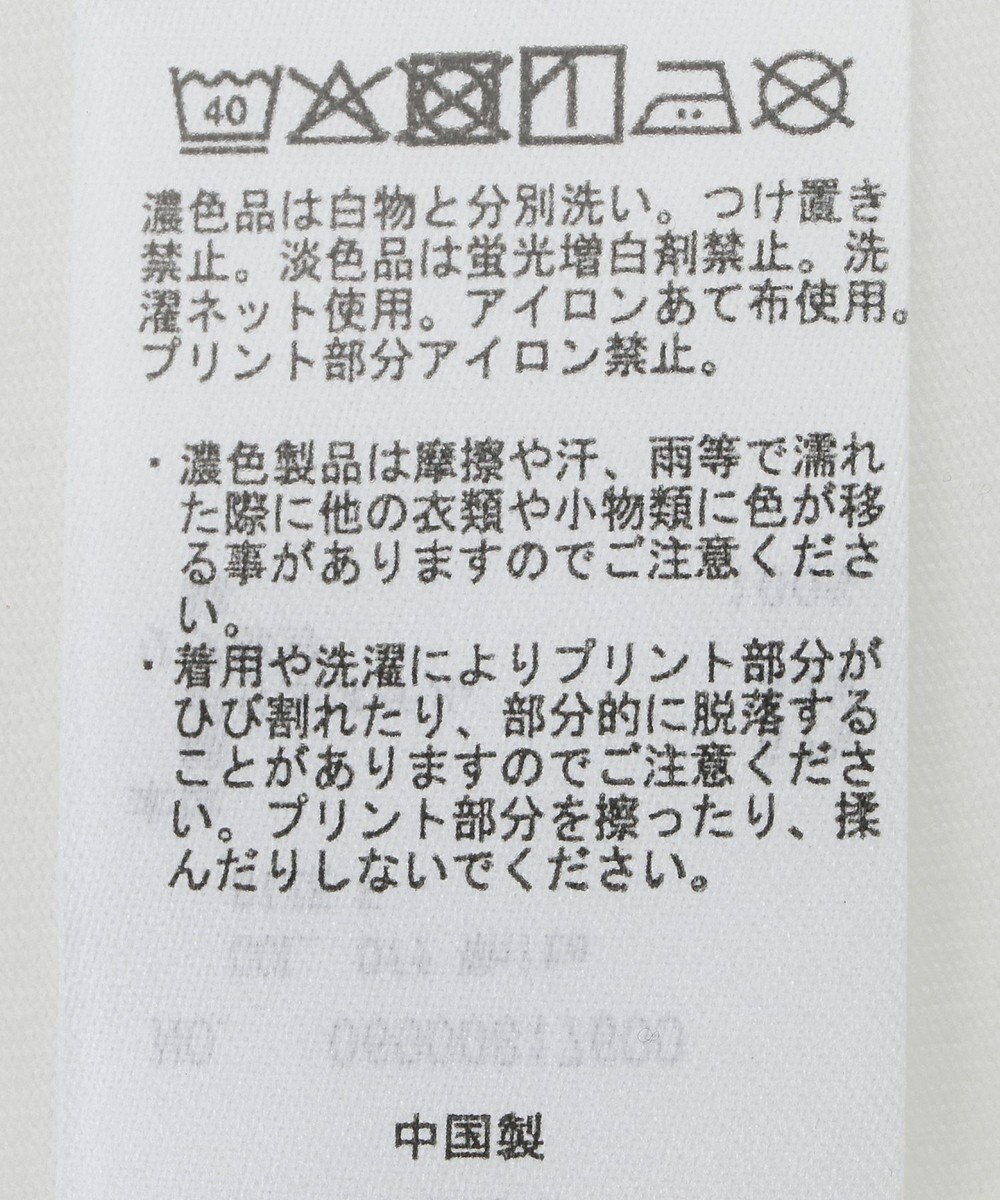 40
濃色品は白物と分別洗い。つけ置き
禁止。淡色品は蛍光増白剤禁止。洗
濯ネット使用。アイロンあて布使用。
プリント部分アイロン禁止。
・濃色製品は摩擦や汗、雨等で濡れ
た際に他の衣類や小物類に色が移
る事がありますのでご注意くださ
い。
・着用や洗濯によりプリント部分が
ひび割れたり、部分的に脱落する
ことがありますのでご注意くださ
い。プリント部分を擦ったり、揉
んだりしないでください。
中国製